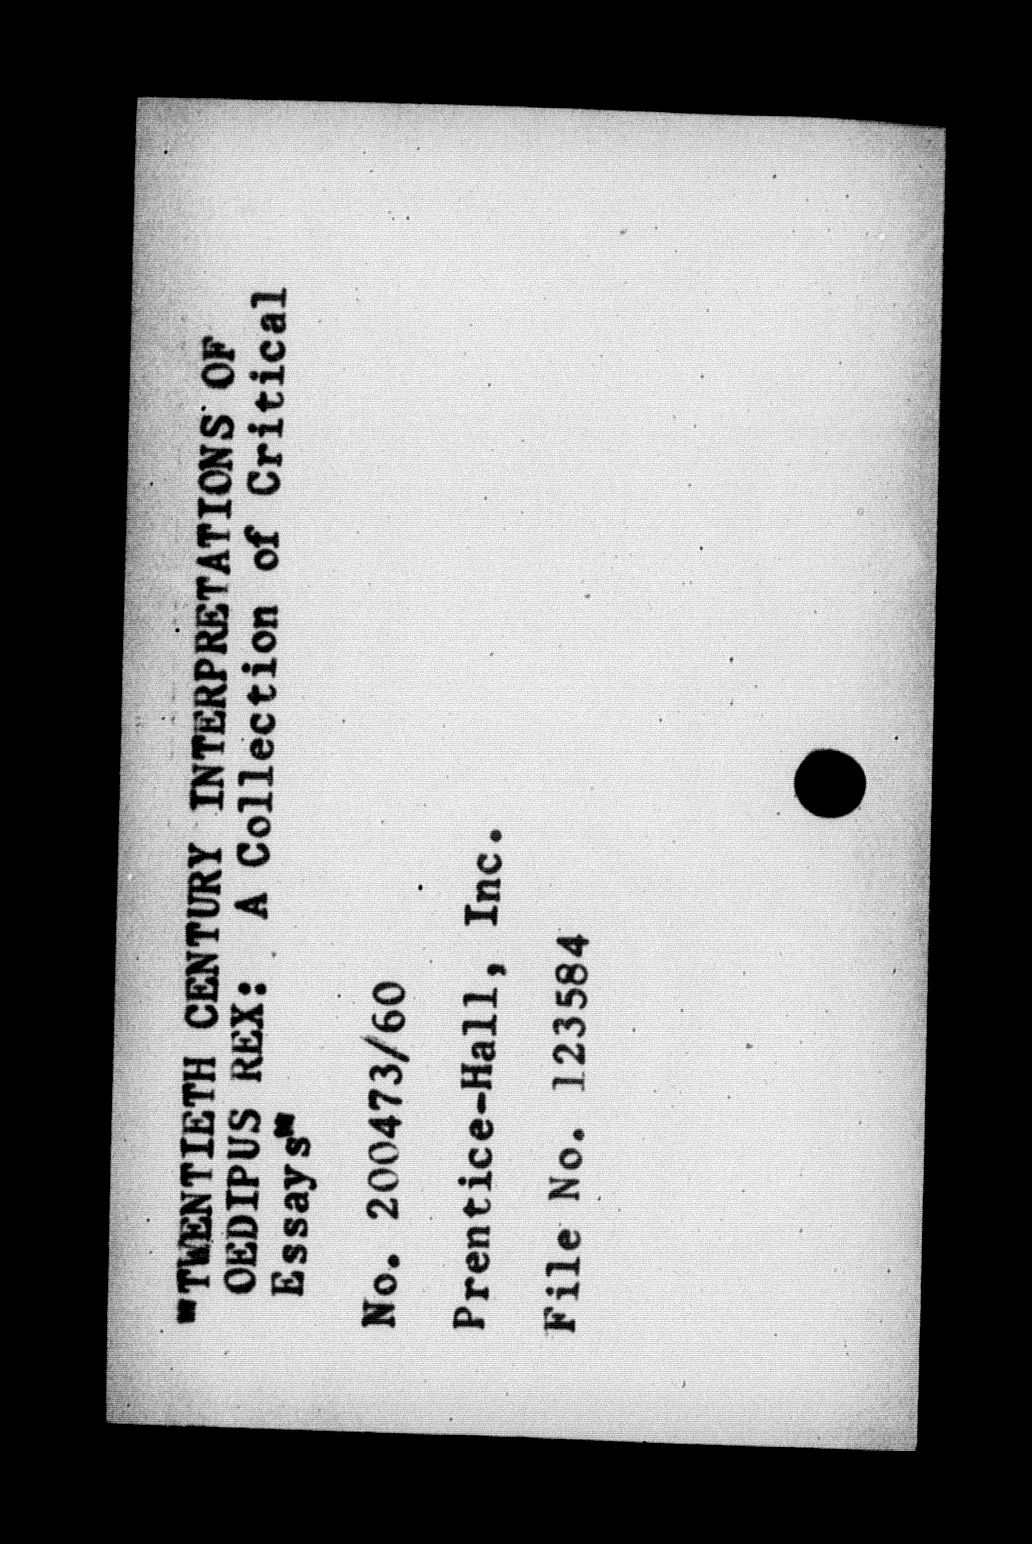 "TWENTIETH CENTURY INTERPRETATIONS OF
OEDIPUS REX: A Collection of Critical
Essays"
No. 200473/60
Prentice-Hall, Inc.
File No. 123584